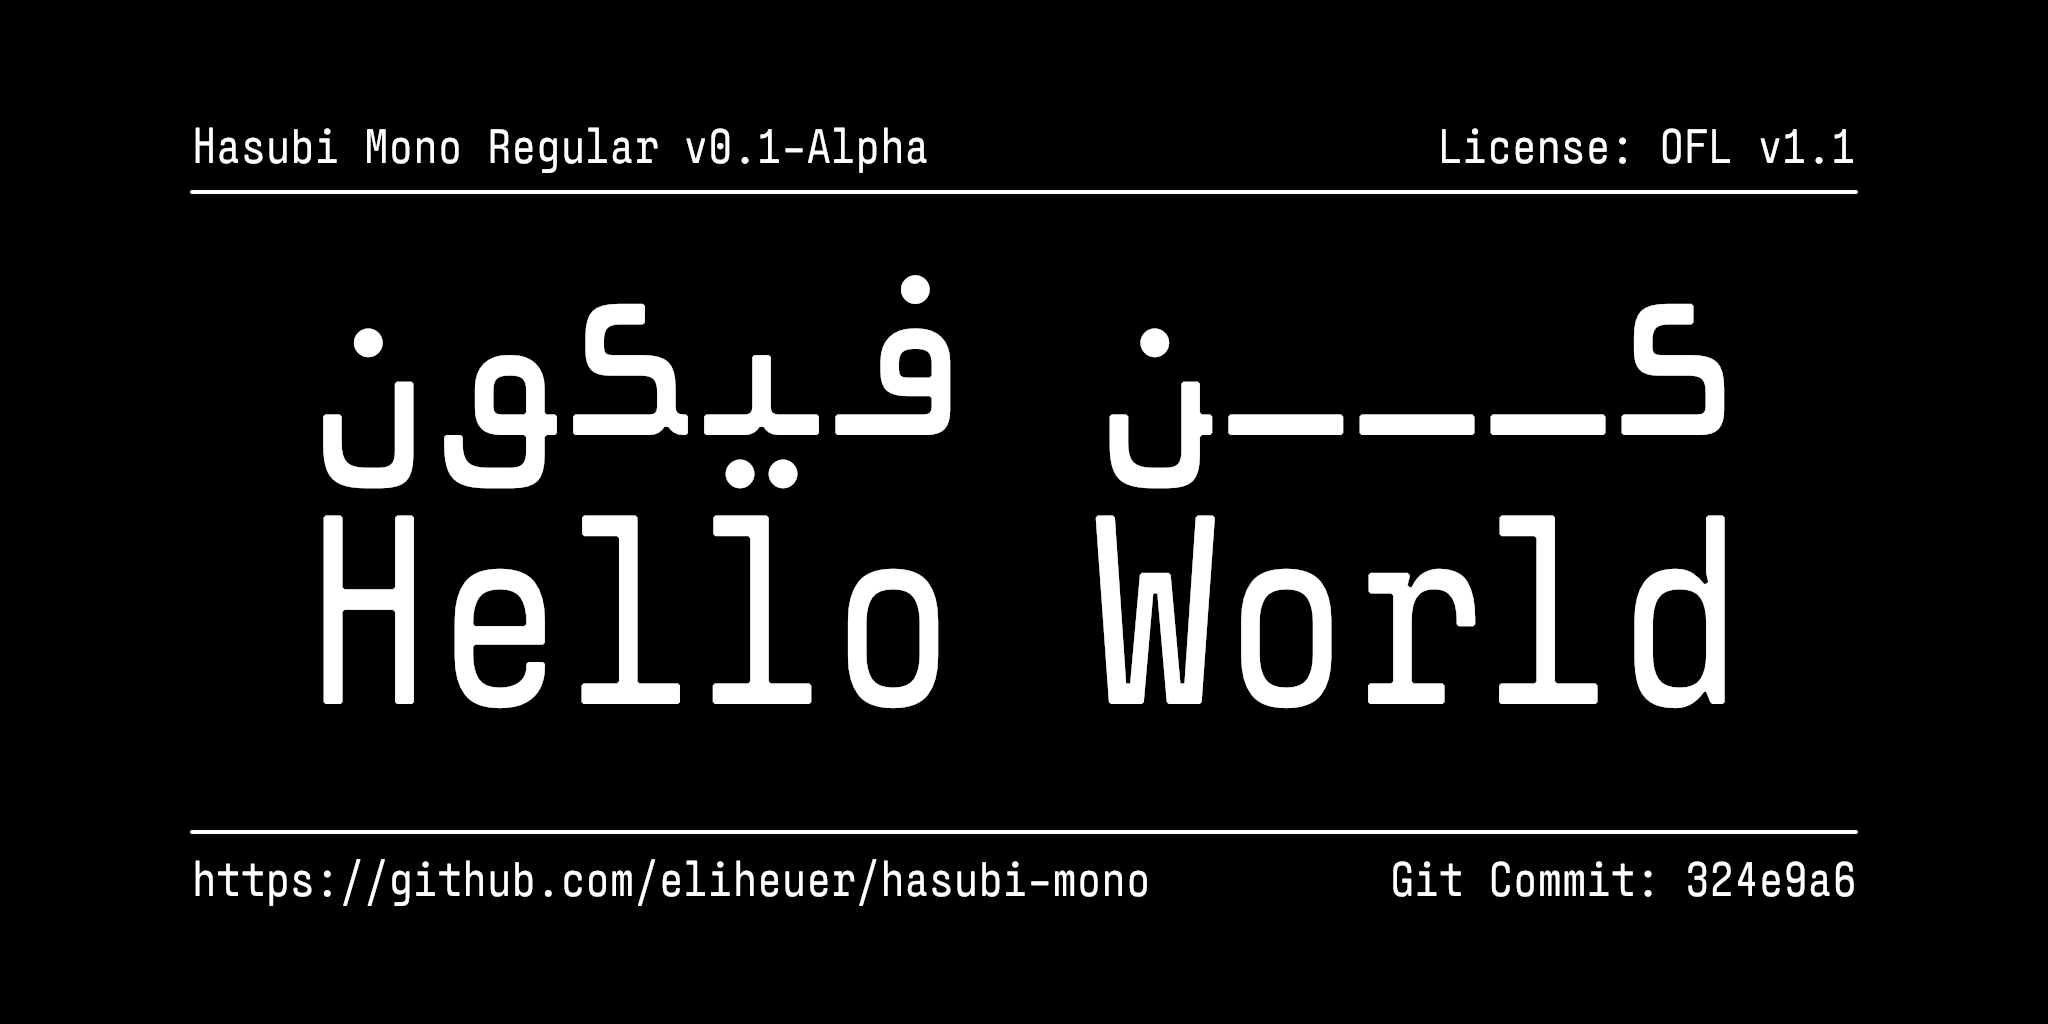 Hasubi Mono Regular v0.1-Alpha License: OFL v1.1
كـــن فيكون
Hello World
https://github.com/eliheuer/hasubi-mono Git Commit: 324e9a6